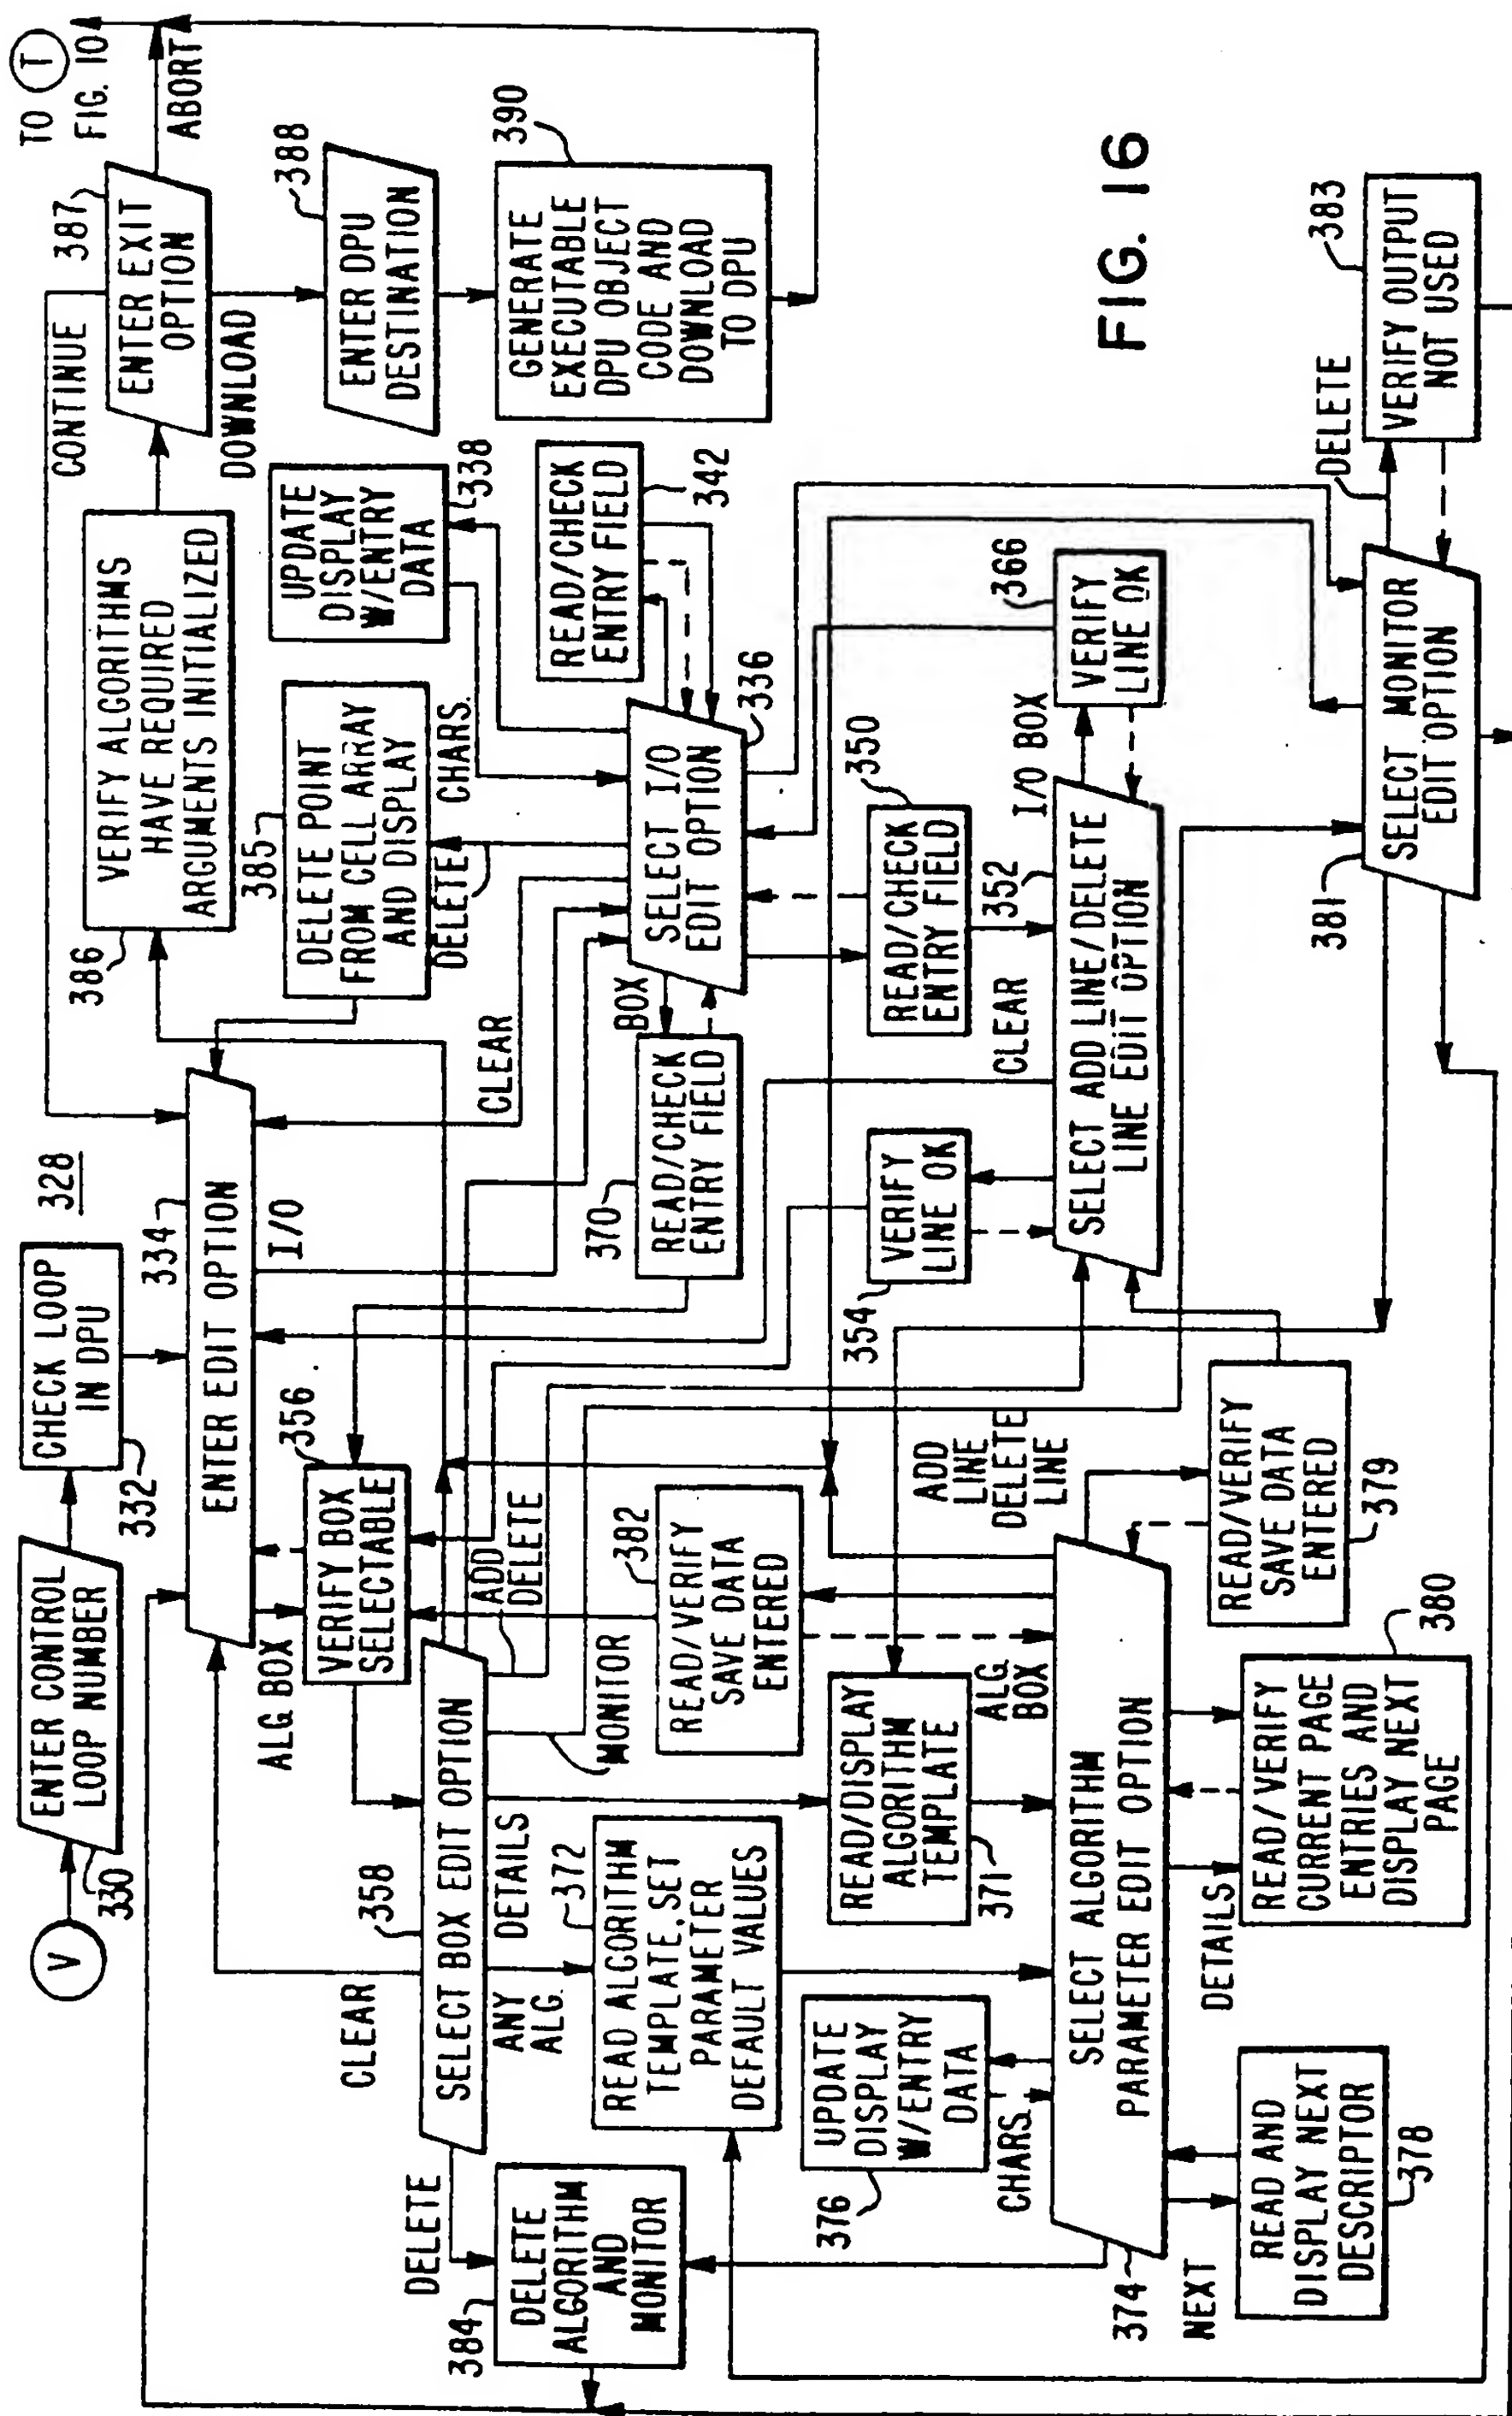 TO T
FIG. 10
ABORT
387
ENTER EXIT
OPTION
CONTINUE
DOWNLOAD
388
ENTER DPU
DESTINATION
390
GENERATE
EXECUTABLE
DPU OBJECT
CODE AND
DOWNLOAD
TO DPU
FIG. 16
383
VERIFY OUTPUT
NOT USED
DELETE
386
VERIFY ALGORITHMS
HAVE REQUIRED
ARGUMENTS INITIALIZED
338
UPDATE
DISPLAY
W/ENTRY
DATA
342
READ/CHECK
ENTRY FIELD
385
DELETE POINT
FROM CELL ARRAY
AND DISPLAY
CHARS.
DELETE
336
SELECT I/O
EDIT OPTION
BOX
CLEAR
370
READ/CHECK
ENTRY FIELD
350
READ/CHECK
ENTRY FIELD
366
VERIFY
LINE OK
I/O BOX
352
CLEAR
SELECT ADD LINE/DELETE
LINE EDIT OPTION
354
VERIFY
LINE OK
381
SELECT MONITOR
EDIT OPTION
328
334
ENTER EDIT OPTION
I/O
CHECK LOOP
IN DPU
332
ENTER CONTROL
LOOP NUMBER
330
V
ALG BOX
356
VERIFY BOX
SELECTABLE
358
SELECT BOX EDIT OPTION
CLEAR
ADD
DELETE
MONITOR
DETAILS
ANY
ALG.
DELETE
384
DELETE
ALGORITHM
AND
MONITOR
372
READ ALGORITHM
TEMPLATE.SET
PARAMETER
DEFAULT VALUES
382
READ/VERIFY
SAVE DATA
ENTERED
READ/DISPLAY
ALGORITHM
TEMPLATE
371
ADD
LINE
DELETE
LINE
ALG.
BOX
376
UPDATE
DISPLAY
W/ENTRY
DATA
CHARS.
374
SELECT ALGORITHM
PARAMETER EDIT OPTION
READ/VERIFY
SAVE DATA
ENTERED
379
DETAILS
380
READ/VERIFY
CURRENT PAGE
ENTRIES AND
DISPLAY NEXT
PAGE
NEXT
READ AND
DISPLAY NEXT
DESCRIPTOR
378